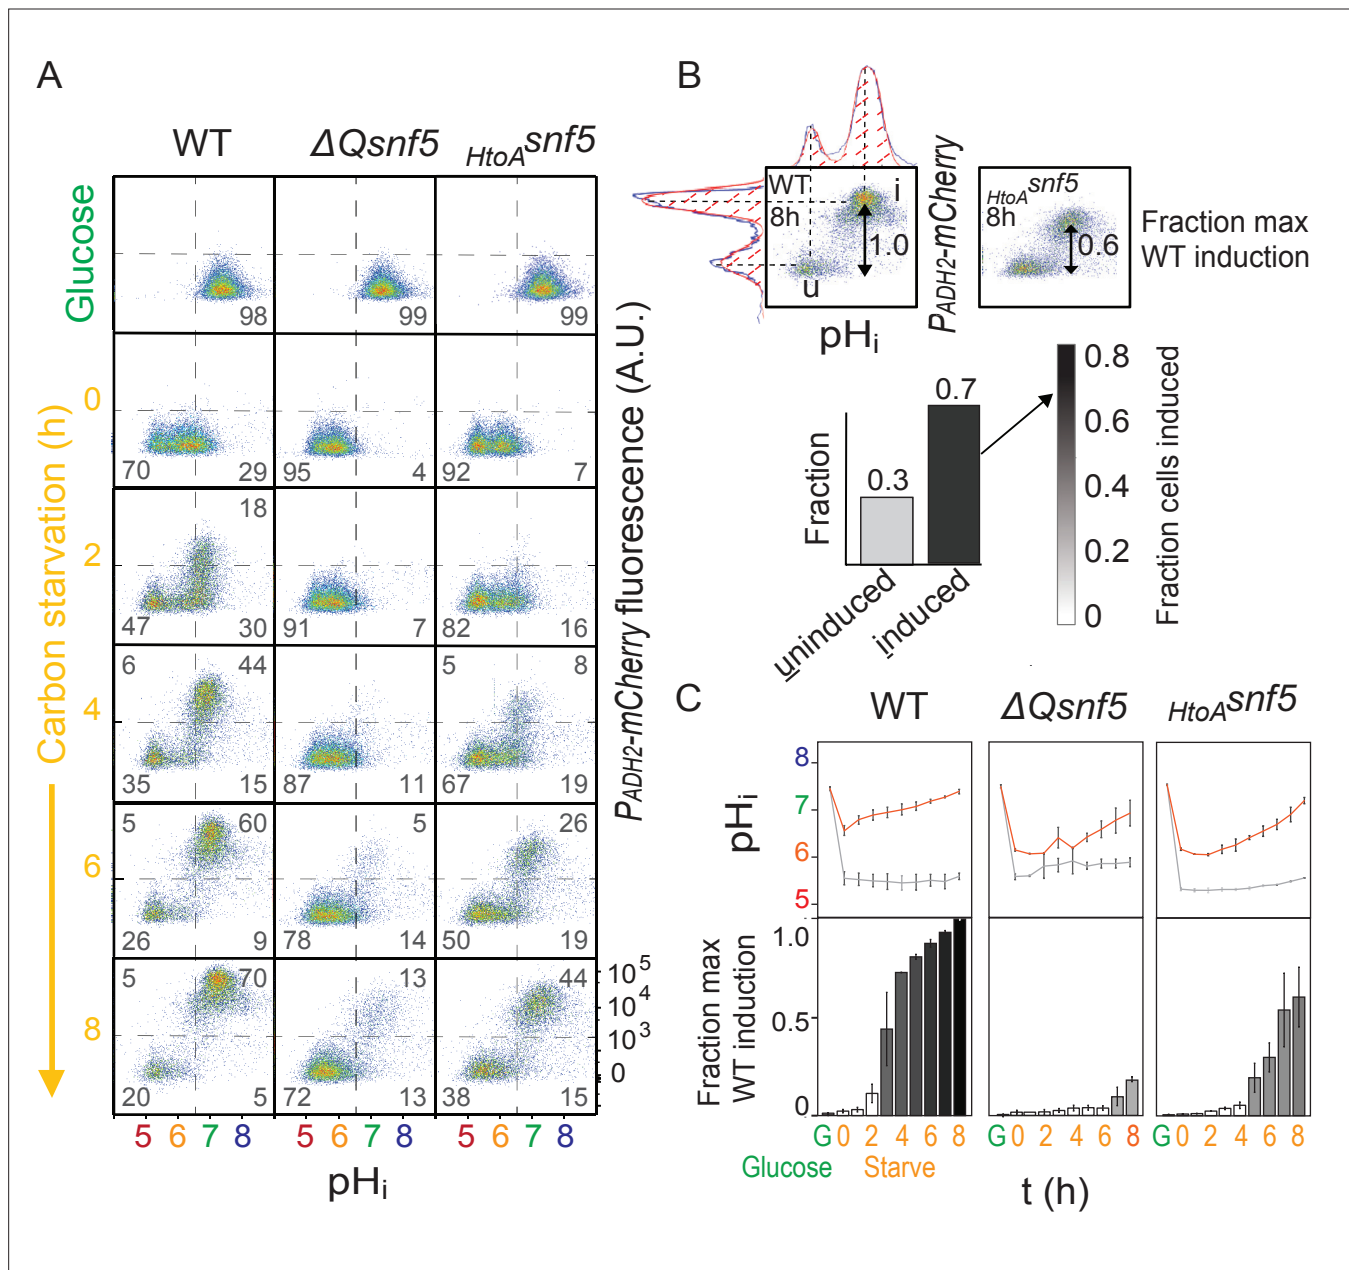 A
WT
ΔQsnf5
HtoAsnf5
Glucose
98
99
99
Carbon starvation (h)
0
70
29
95
4
92
7
2
18
47
30
91
7
82
16
4
6
44
5
8
35
15
87
11
67
19
6
5
60
5
26
26
9
78
14
50
19
8
5
70
13
44
20
5
72
13
38
15
10^5
10^4
10^3
0
PADH2-mCherry fluorescence (A.U.)
5 6 7 8 5 6 7 8 5 6 7 8
pHi
B
WT
8h
i
1.0
u
pHi
PADH2-mCherry
HtoAsnf5
8h
0.6
Fraction max
WT induction
Fraction
0.3
0.7
uninduced
induced
0.8
0.6
0.4
0.2
0
Fraction cells induced
C
WT
ΔQsnf5
HtoAsnf5
pHi
8
7
6
5
Fraction max
WT induction
1.0
0.5
0
G 0 2 4 6 8 G 0 2 4 6 8 G 0 2 4 6 8
Glucose
Starve
t (h)